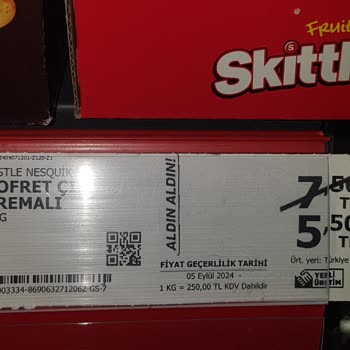 FRUIT
Skittl
2409071201-Z120-Z1
STLE NESQUIK
OFRET Çİ
REMALI
G
ALDIN ALDIN!
7,50
TL
5,50
TL
FİYAT GEÇERLİLİK TARİHİ
05 Eylül 2024 -
1 KG = 250,00 TL KDV Dahildir
Ürt. yeri: Türkiye
YERLİ
ÜRETİM
0003334-8690632712062 GS-7